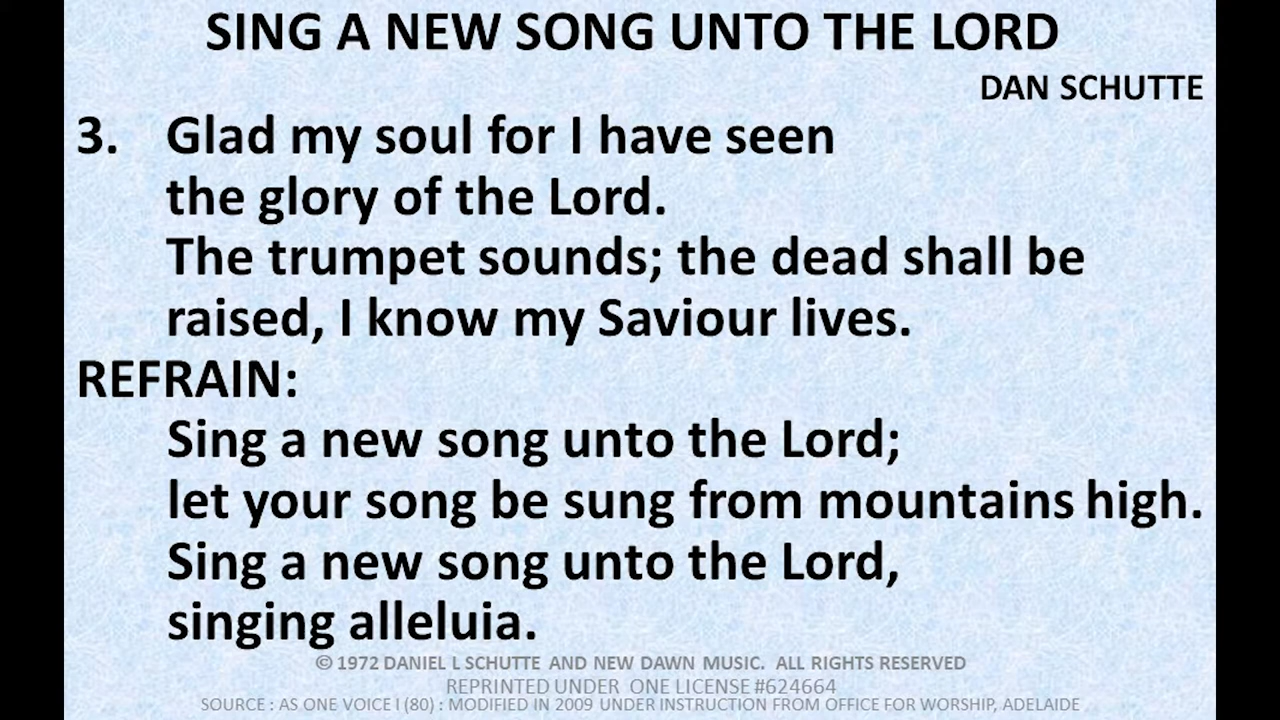 SING A NEW SONG UNTO THE LORD
DAN SCHUTTE
3. Glad my soul for I have seen
the glory of the Lord.
The trumpet sounds; the dead shall be
raised, I know my Saviour lives.
REFRAIN:
Sing a new song unto the Lord;
let your song be sung from mountains high.
Sing a new song unto the Lord,
singing alleluia.
© 1972 DANIEL L SCHUTTE AND NEW DAWN MUSIC. ALL RIGHTS RESERVED
REPRINTED UNDER ONE LICENSE #624664
SOURCE : AS ONE VOICE I (80) : MODIFIED IN 2009 UNDER INSTRUCTION FROM OFFICE FOR WORSHIP, ADELAIDE